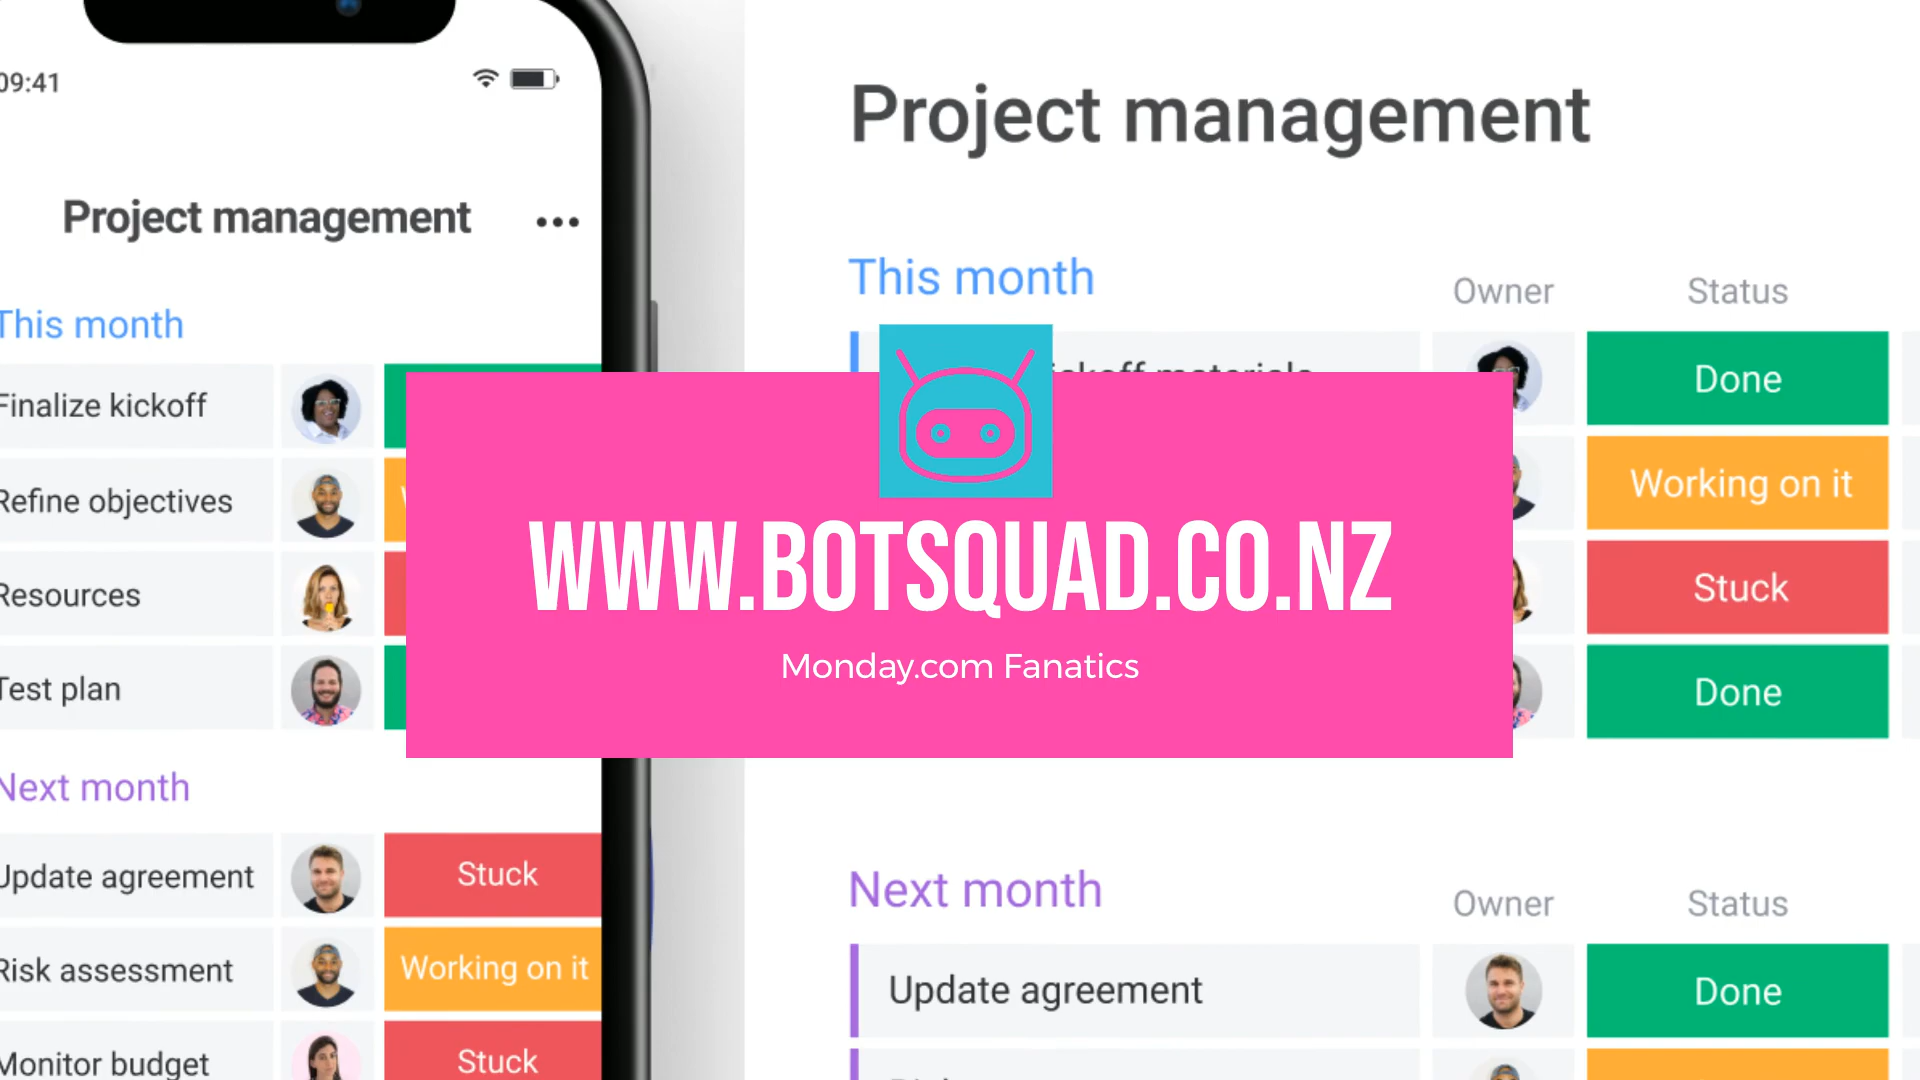 09:41
Project management
This month
Finalize kickoff
Refine objectives
Resources
Test plan
Next month
Update agreement
Stuck
Risk assessment
Working on it
Monitor budget
Stuck
Project management
This month
Owner
Status
kickoff materials
Done
Working on it
Stuck
Done
WWW.BOTSQUAD.CO.NZ
Monday.com Fanatics
Next month
Owner
Status
Update agreement
Done